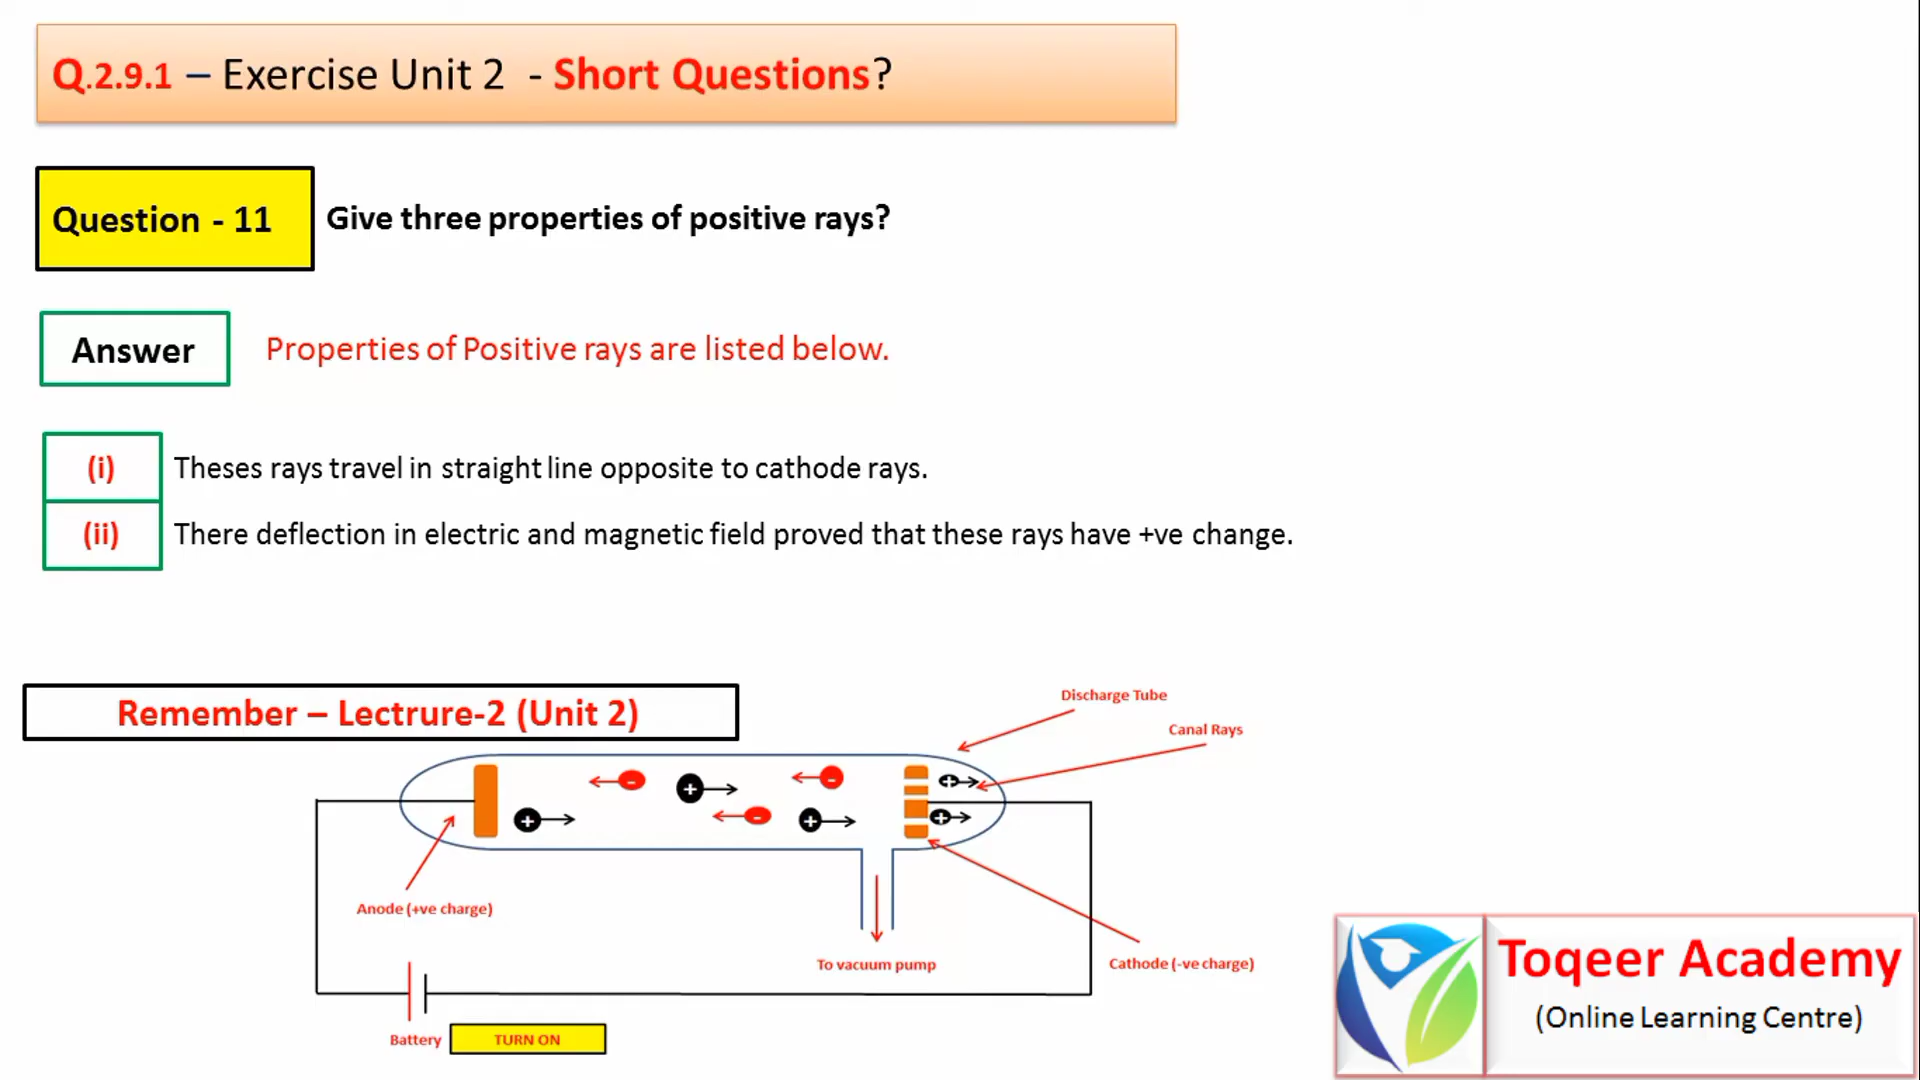 Q.2.9.1 – Exercise Unit 2 - Short Questions?
Question - 11
Give three properties of positive rays?
Answer
Properties of Positive rays are listed below.
(i)
Theses rays travel in straight line opposite to cathode rays.
(ii)
There deflection in electric and magnetic field proved that these rays have +ve change.
Remember – Lectrure-2 (Unit 2)
Discharge Tube
Canal Rays
Anode (+ve charge)
To vacuum pump
Cathode (-ve charge)
Battery
TURN ON
Toqeer Academy
(Online Learning Centre)